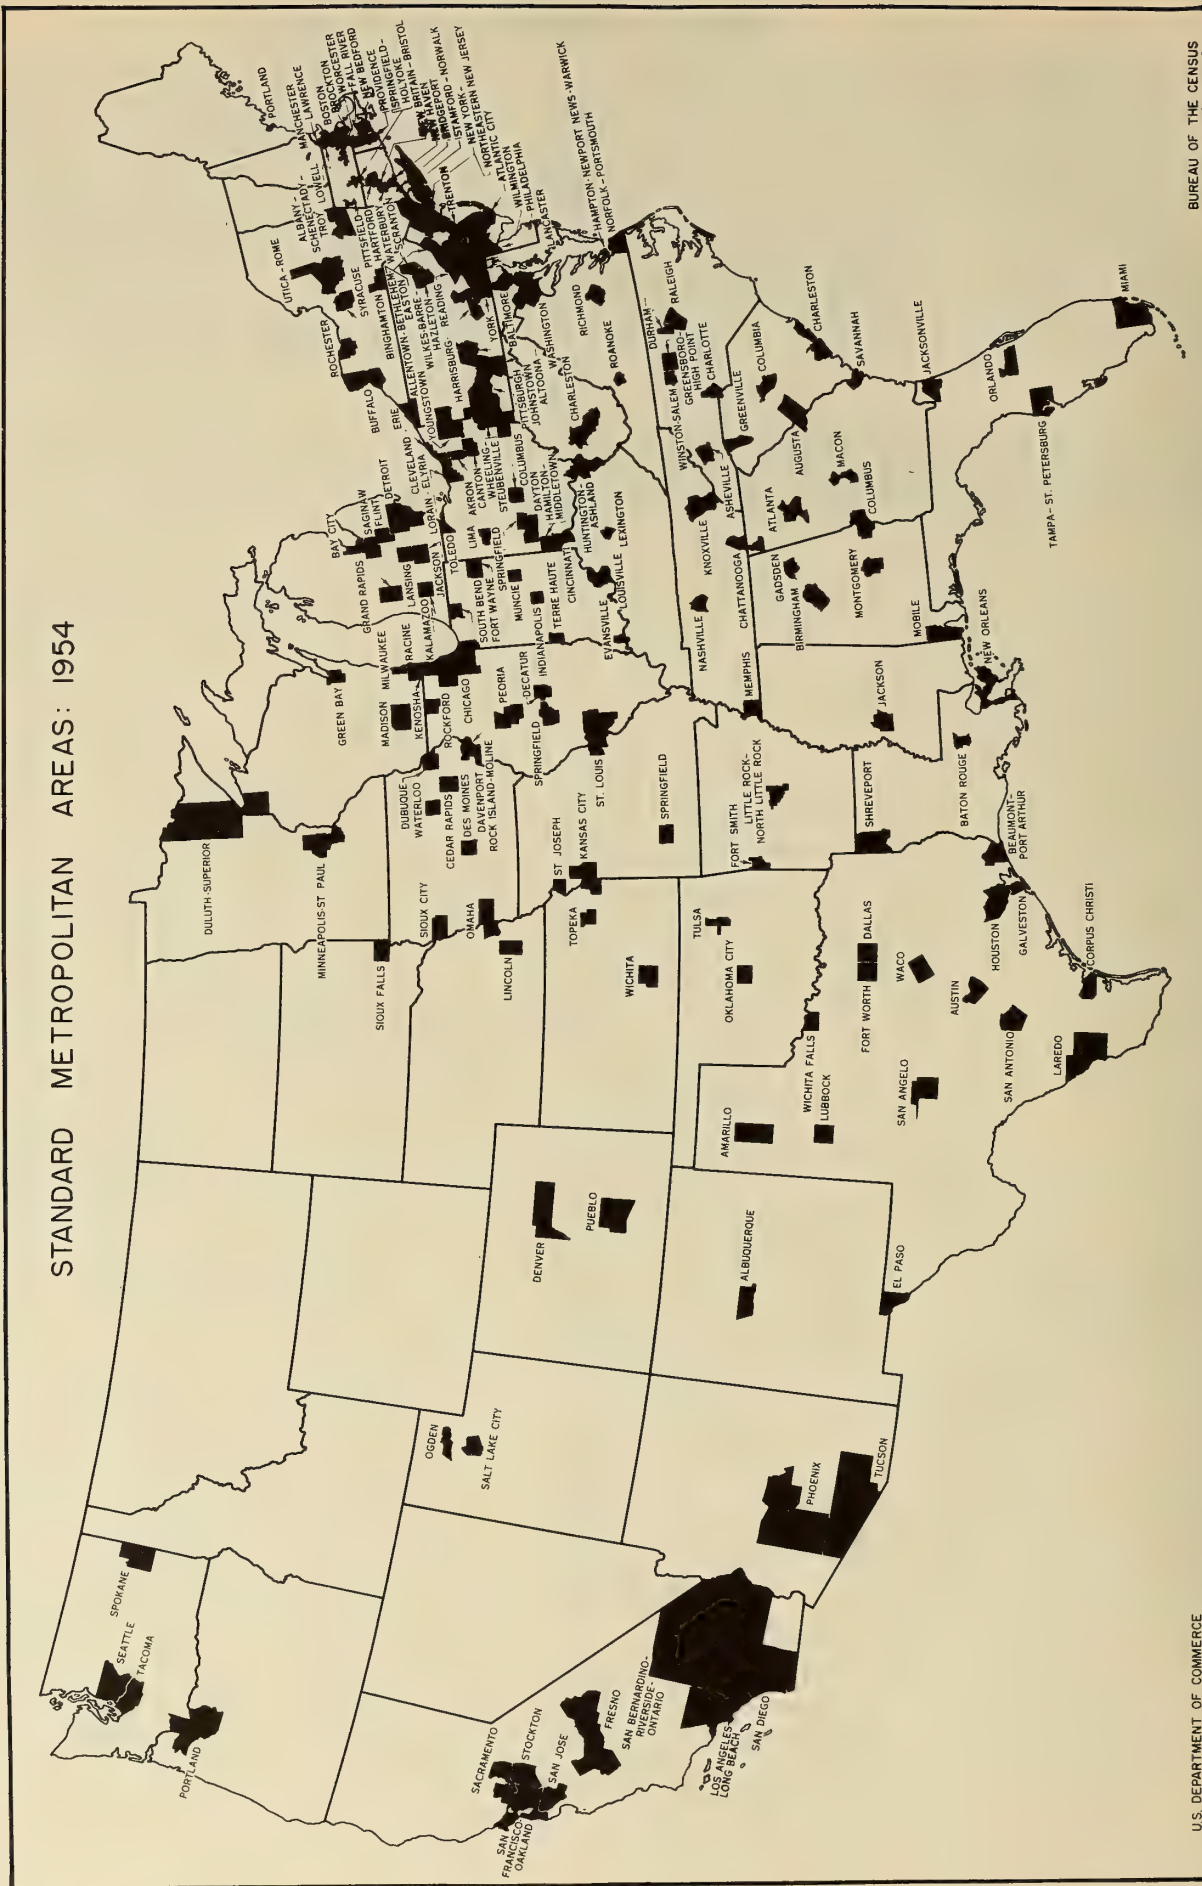 STANDARD METROPOLITAN AREAS: 1954
SPOKANE
SEATTLE
TACOMA
PORTLAND
SACRAMENTO
STOCKTON
SAN
FRANCISCO-
OAKLAND
SAN JOSE
FRESNO
SAN BERNARDINO-
RIVERSIDE-
ONTARIO
LOS ANGELES-
LONG BEACH
SAN DIEGO
OGDEN
SALT LAKE CITY
PHOENIX
TUCSON
DENVER
PUEBLO
ALBUQUERQUE
EL PASO
AMARILLO
LUBBOCK
WICHITA FALLS
FORT WORTH
DALLAS
WACO
SAN ANGELO
AUSTIN
SAN ANTONIO
LAREDO
HOUSTON
GALVESTON
CORPUS CHRISTI
BEAUMONT-
PORT ARTHUR
SIOUX FALLS
SIOUX CITY
OMAHA
LINCOLN
TOPEKA
WICHITA
TULSA
OKLAHOMA CITY
DULUTH-SUPERIOR
MINNEAPOLIS-ST PAUL
DUBUQUE
WATERLOO
CEDAR RAPIDS
DES MOINES
DAVENPORT
ROCK ISLAND-MOLINE
ST JOSEPH
KANSAS CITY
ST. LOUIS
SPRINGFIELD
FORT SMITH
LITTLE ROCK-
NORTH LITTLE ROCK
SHREVEPORT
BATON ROUGE
NEW ORLEANS
JACKSON
MOBILE
GREEN BAY
MADISON
MILWAUKEE
RACINE
KENOSHA
ROCKFORD
CHICAGO
PEORIA
DECATUR
SPRINGFIELD
GRAND RAPIDS
BAY CITY
SAGINAW
FLINT
DETROIT
LANSING
JACKSON
KALAMAZOO
SOUTH BEND
FORT WAYNE
MUNCIE
INDIANAPOLIS
TERRE HAUTE
EVANSVILLE
LOUISVILLE
LEXINGTON
TOLEDO
LIMA
SPRINGFIELD
LORAIN-ELYRIA
CLEVELAND
AKRON
CANTON
WHEELING-
STEUBENVILLE
COLUMBUS
DAYTON
HAMILTON-
MIDDLETOWN
CINCINNATI
HUNTINGTON-
ASHLAND
YOUNGSTOWN
ERIE
BUFFALO
ROCHESTER
SYRACUSE
UTICA-ROME
BINGHAMTON
ALBANY-
SCHENECTADY-
TROY
LOWELL
MANCHESTER
LAWRENCE
PORTLAND
BOSTON
BROCKTON
WORCESTER
FALL RIVER
NEW BEDFORD
PROVIDENCE
SPRINGFIELD-
HOLYOKE
NEW BRITAIN-BRISTOL
NEW HAVEN
BRIDGEPORT
STAMFORD-NORWALK
NEW YORK-
NORTHEASTERN NEW JERSEY
ATLANTIC CITY
WILMINGTON
PHILADELPHIA
LANCASTER
TRENTON
PITTSFIELD
HARTFORD
WATERBURY
SCRANTON
ALLENTOWN-BETHLEHEM-
EASTON
WILKES-BARRE-
HAZLETON
READING
HARRISBURG
YORK
BALTIMORE
WASHINGTON
PITTSBURGH
JOHNSTOWN
ALTOONA
CHARLESTON
RICHMOND
ROANOKE
HAMPTON-NEWPORT NEWS-WARWICK
NORFOLK-PORTSMOUTH
DURHAM
RALEIGH
WINSTON-SALEM
GREENSBORO-
HIGH POINT
CHARLOTTE
ASHEVILLE
GREENVILLE
COLUMBIA
CHARLESTON
KNOXVILLE
NASHVILLE
CHATTANOOGA
MEMPHIS
ATLANTA
AUGUSTA
MACON
COLUMBUS
SAVANNAH
GADSDEN
BIRMINGHAM
MONTGOMERY
JACKSONVILLE
ORLANDO
TAMPA-ST. PETERSBURG
MIAMI
U.S. DEPARTMENT OF COMMERCE
BUREAU OF THE CENSUS